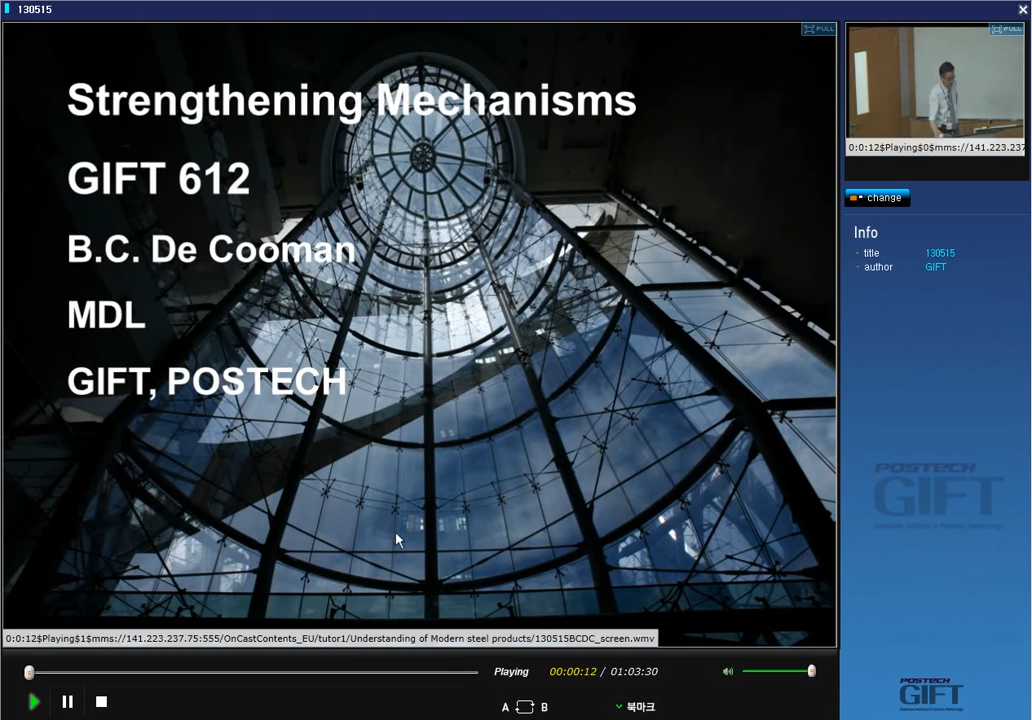 130515
FULL
Strengthening Mechanisms
GIFT 612
B.C. De Cooman
MDL
GIFT, POSTECH
0:0:12$Playing$1$mms://141.223.237.75:555/OnCastContents_EU/tutor1/Understanding of Modern steel products/130515BCDC_screen.wmv
Playing 00:00:12 / 01:03:30
A B 북마크
FULL
0:0:12$Playing$0$mms://141.223.237
change
Info
title 130515
author GIFT
POSTECH
GIFT
POSTECH
GIFT